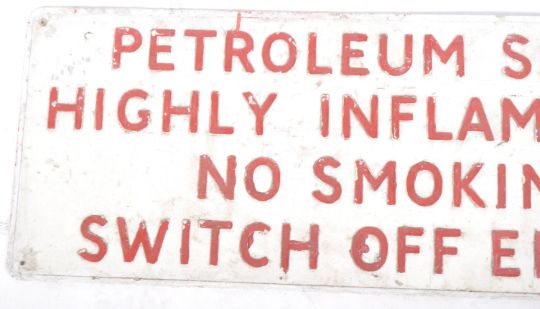 PETROLEUM S
HIGHLY INFLAM
NO SMOKIN
SWITCH OFF E